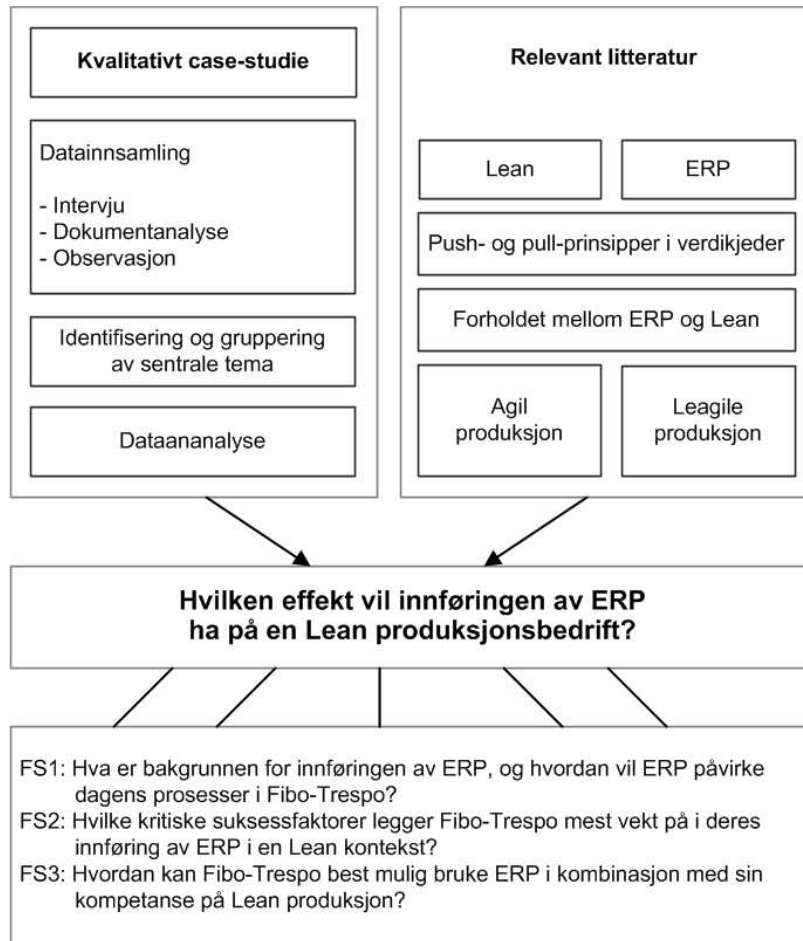 Kvalitativt case-studie
Datainnsamling
- Intervju
- Dokumentanalyse
- Observasjon
Identifisering og gruppering
av sentrale tema
Dataananalyse
Relevant litteratur
Lean
ERP
Push- og pull-prinsipper i verdikjeder
Forholdet mellom ERP og Lean
Agil
produksjon
Leagile
produksjon
Hvilken effekt vil innføringen av ERP
ha på en Lean produksjonsbedrift?
FS1: Hva er bakgrunnen for innføringen av ERP, og hvordan vil ERP påvirke
dagens prosesser i Fibo-Trespo?
FS2: Hvilke kritiske suksessfaktorer legger Fibo-Trespo mest vekt på i deres
innføring av ERP i en Lean kontekst?
FS3: Hvordan kan Fibo-Trespo best mulig bruke ERP i kombinasjon med sin
kompetanse på Lean produksjon?